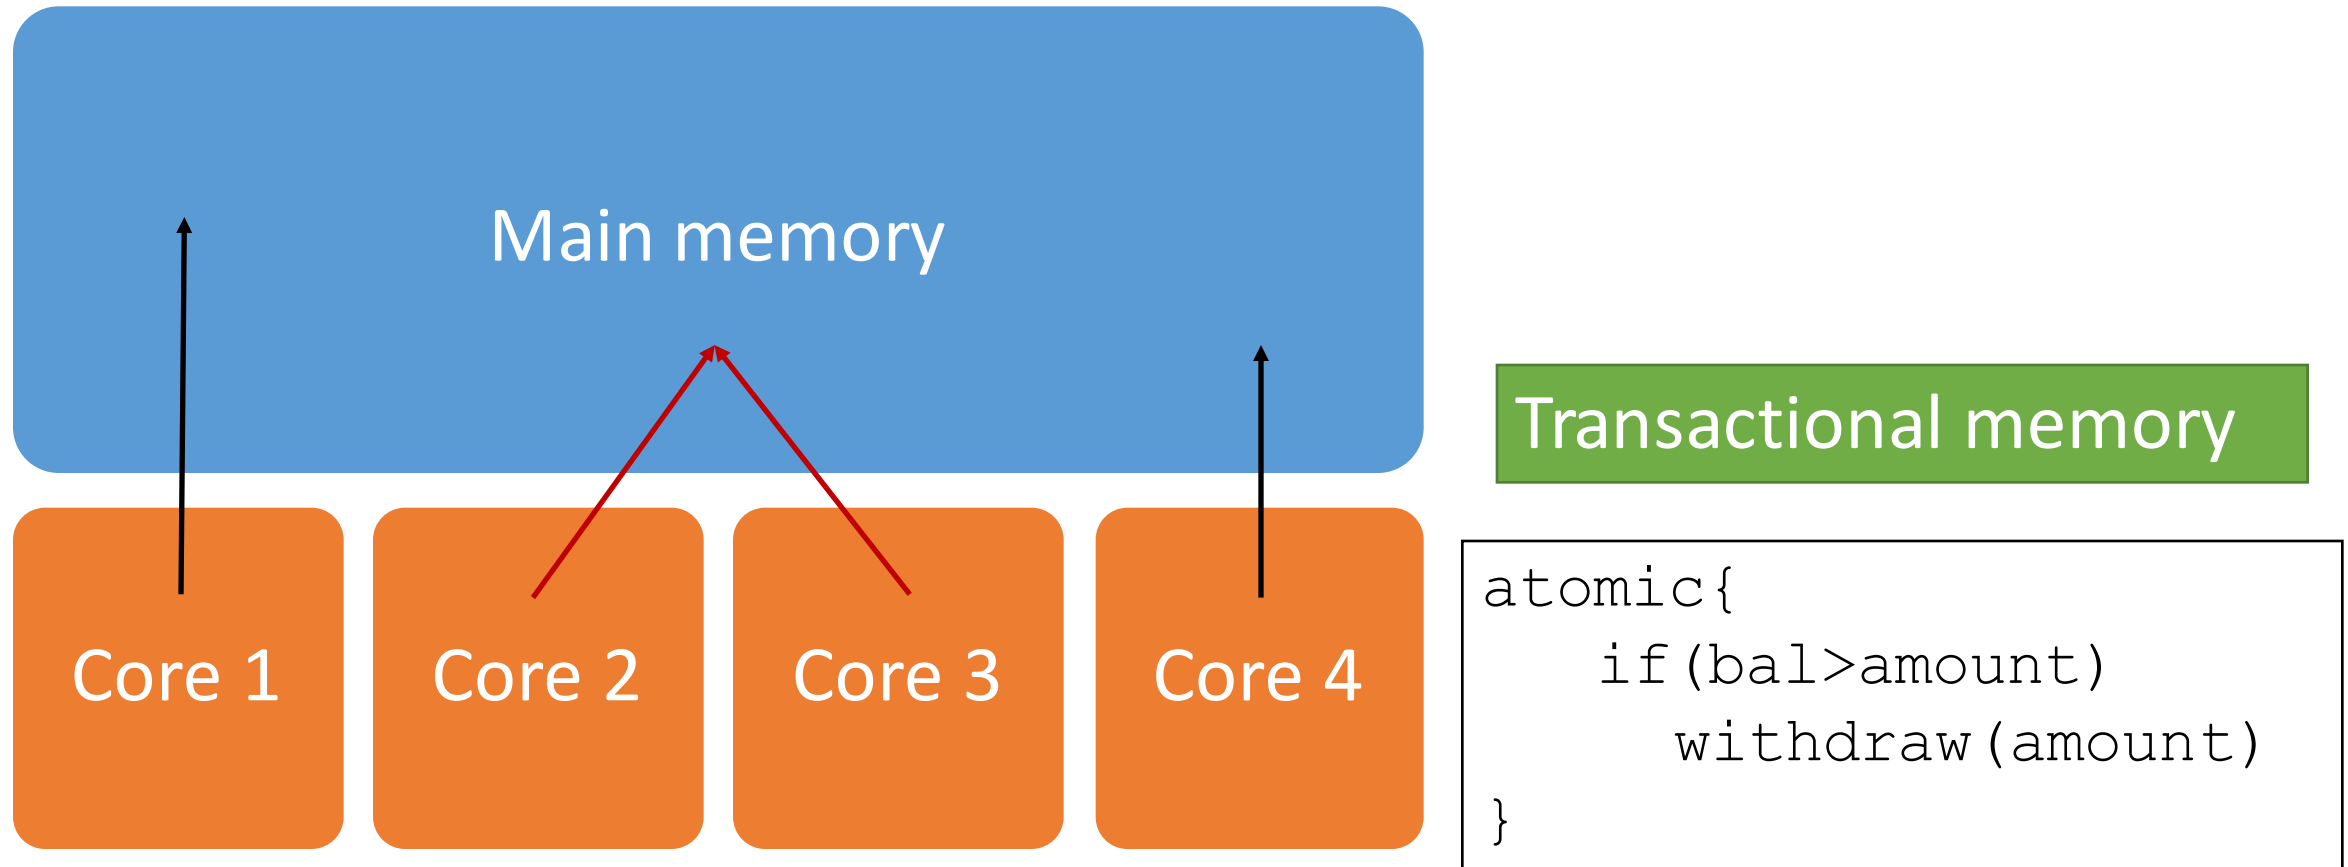 Main memory
Core 1
Core 2
Core 3
Core 4
Transactional memory
atomic{
if(bal>amount)
withdraw(amount)
}